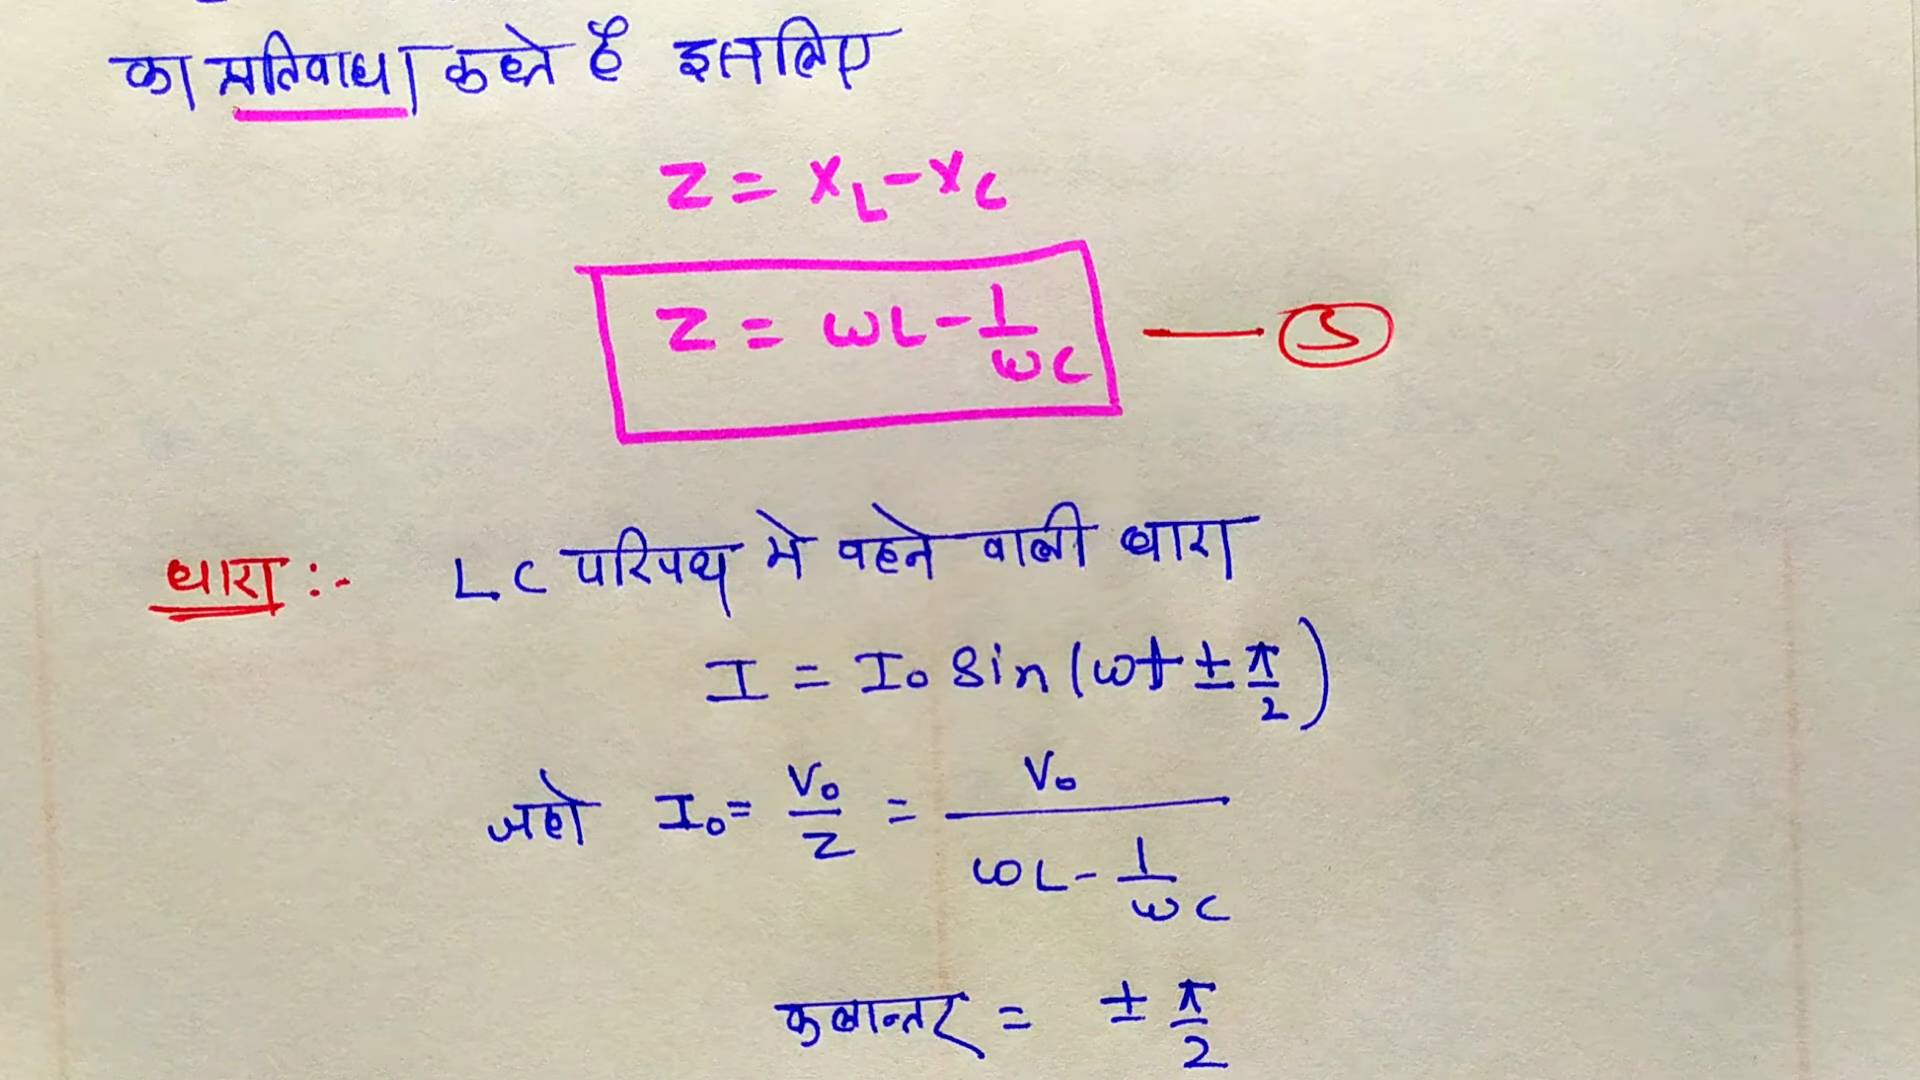 का प्रतिबाधा कहते है इसलिए
Z = XL - XC
Z = ωL - 1/ωC — 5
धारा :- LC परिपथ मे बहने वाली धारा
I = I₀ Sin (ωt ± π/2)
जहाँ I₀ = V₀/Z = V₀/(ωL - 1/ωC)
कलान्तर = ± π/2